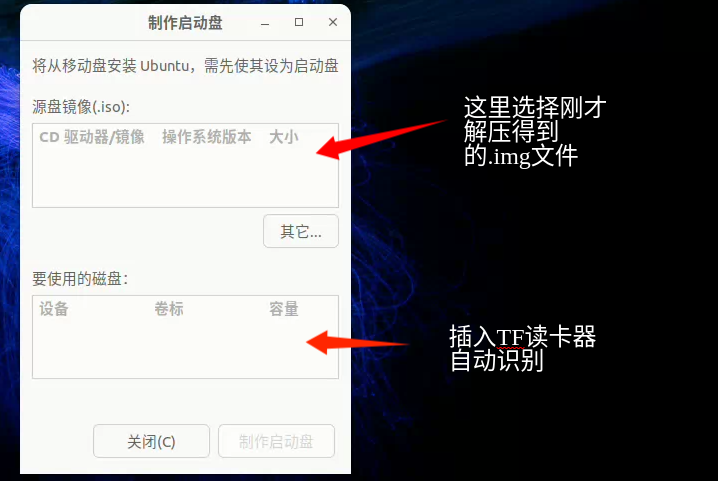 制作启动盘
将从移动盘安装 Ubuntu，需先使其设为启动盘
源盘镜像(.iso):
CD 驱动器/镜像 操作系统版本 大小
其它...
要使用的磁盘：
设备 卷标 容量
关闭(C) 制作启动盘
这里选择刚才
解压得到
的.img文件
插入TF读卡器
自动识别